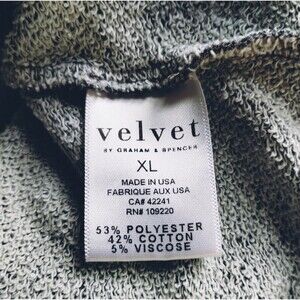 velvet
BY GRAHAM & SPENCER
XL
MADE IN USA
FABRIQUE AUX USA
CA# 42241
RN# 109220
53% POLYESTER
42% COTTON
5% VISCOSE